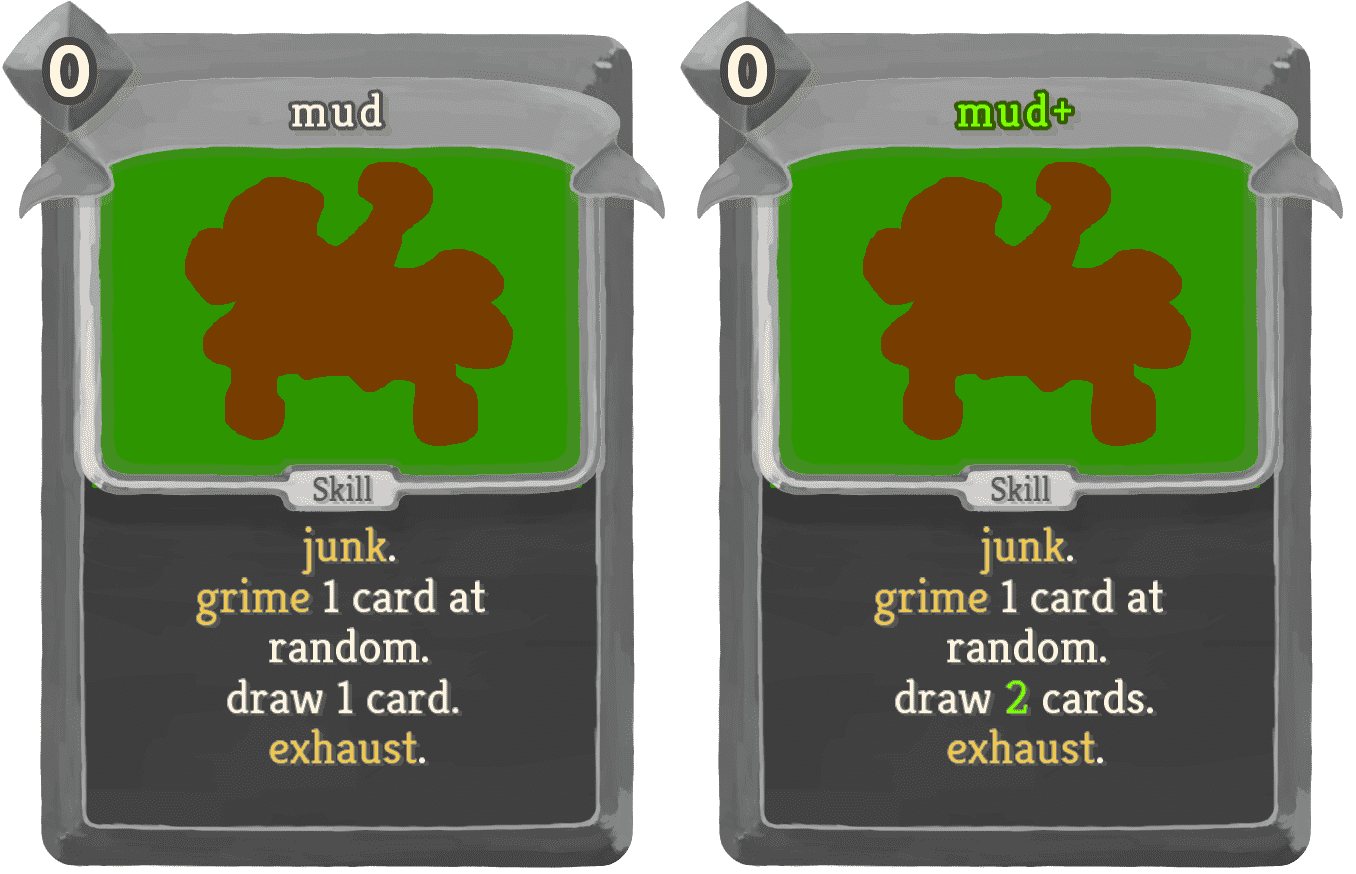 0
mud
Skill
junk.
grime 1 card at
random.
draw 1 card.
exhaust.
0
mud+
Skill
junk.
grime 1 card at
random.
draw 2 cards.
exhaust.